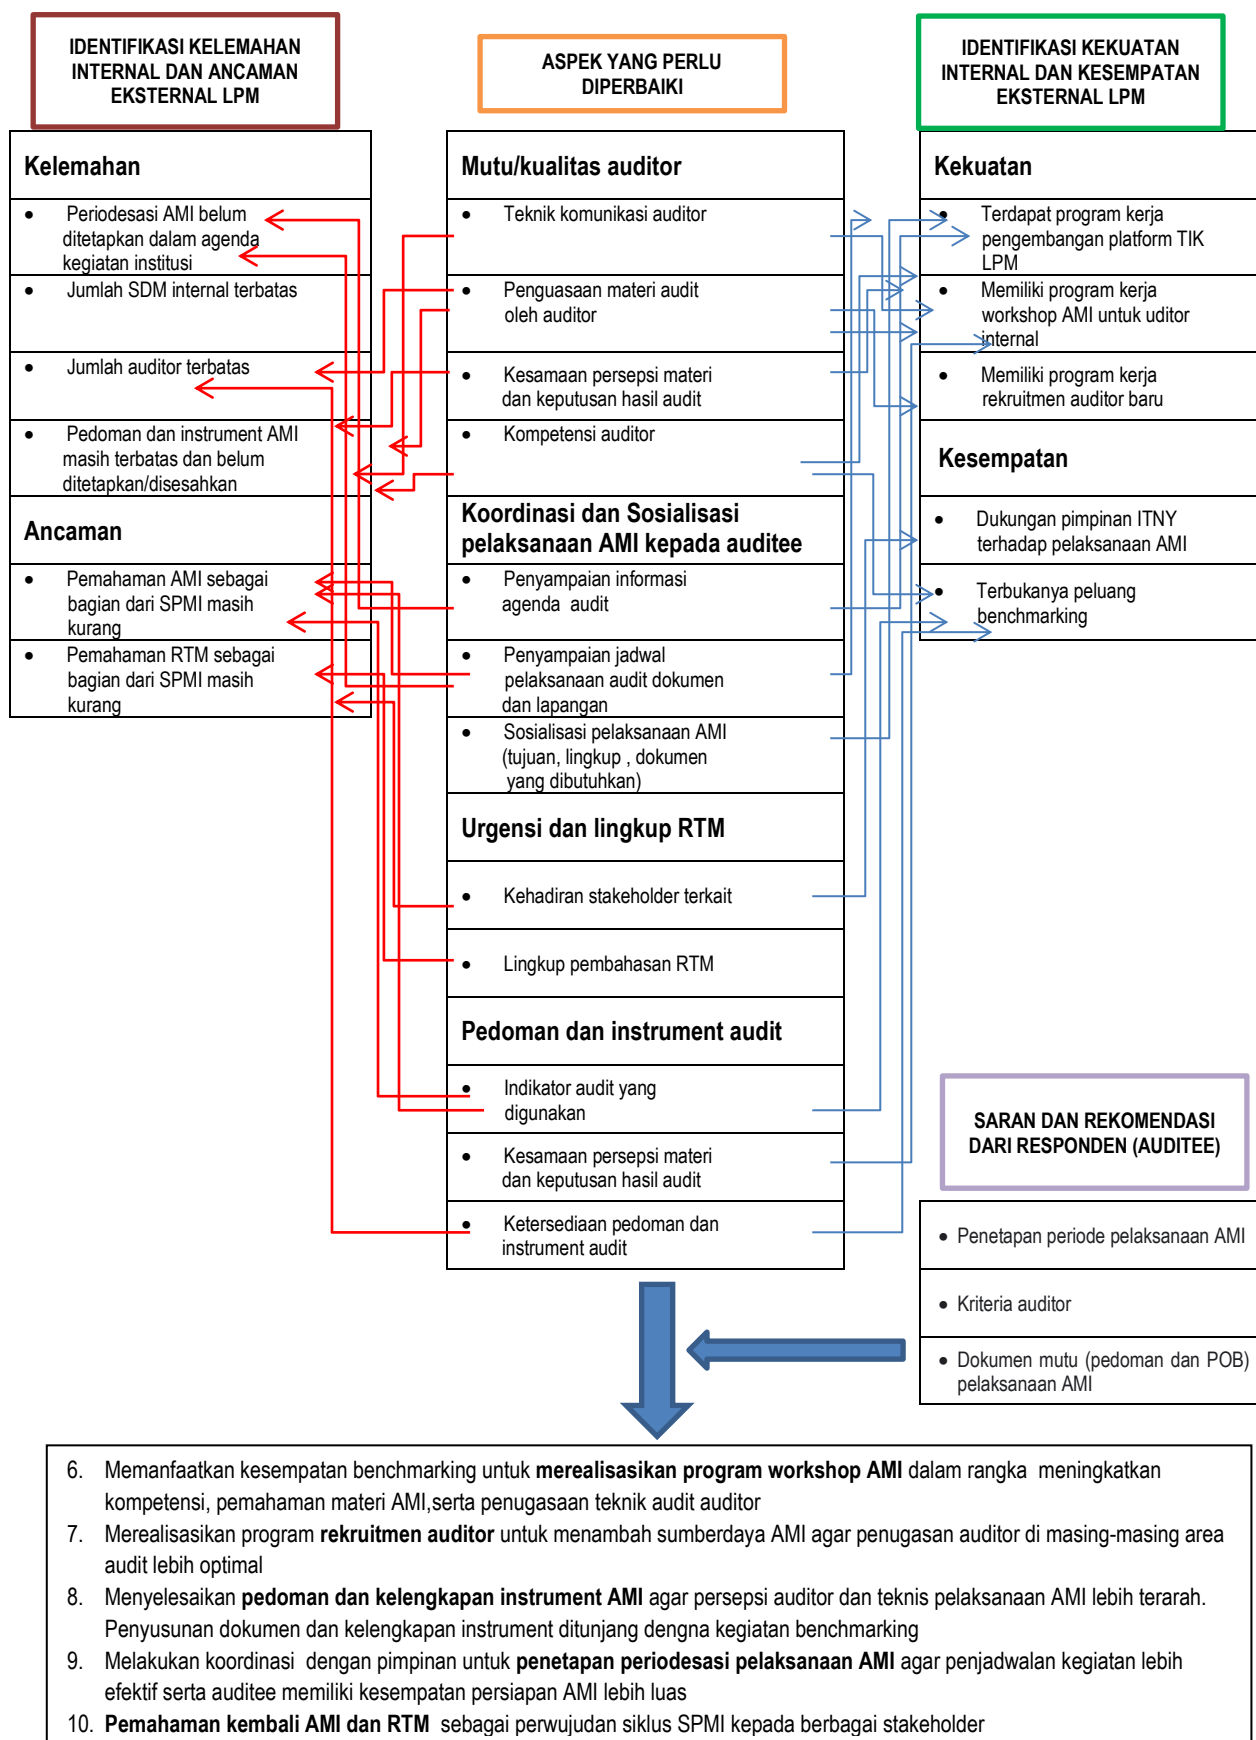 IDENTIFIKASI KELEMAHAN
INTERNAL DAN ANCAMAN
EKSTERNAL LPM
Kelemahan
• Periodesasi AMI belum
ditetapkan dalam agenda
kegiatan institusi
• Jumlah SDM internal terbatas
• Jumlah auditor terbatas
• Pedoman dan instrument AMI
masih terbatas dan belum
ditetapkan/disesahkan
Ancaman
• Pemahaman AMI sebagai
bagian dari SPMI masih
kurang
• Pemahaman RTM sebagai
bagian dari SPMI masih
kurang
ASPEK YANG PERLU
DIPERBAIKI
Mutu/kualitas auditor
• Teknik komunikasi auditor
• Penguasaan materi audit
oleh auditor
• Kesamaan persepsi materi
dan keputusan hasil audit
• Kompetensi auditor
Koordinasi dan Sosialisasi
pelaksanaan AMI kepada auditee
• Penyampaian informasi
agenda audit
• Penyampaian jadwal
pelaksanaan audit dokumen
dan lapangan
• Sosialisasi pelaksanaan AMI
(tujuan, lingkup , dokumen
yang dibutuhkan)
Urgensi dan lingkup RTM
• Kehadiran stakeholder terkait
• Lingkup pembahasan RTM
Pedoman dan instrument audit
• Indikator audit yang
digunakan
• Kesamaan persepsi materi
dan keputusan hasil audit
• Ketersediaan pedoman dan
instrument audit
IDENTIFIKASI KEKUATAN
INTERNAL DAN KESEMPATAN
EKSTERNAL LPM
Kekuatan
• Terdapat program kerja
pengembangan platform TIK
LPM
• Memiliki program kerja
workshop AMI untuk uditor
internal
• Memiliki program kerja
rekruitmen auditor baru
Kesempatan
• Dukungan pimpinan ITNY
terhadap pelaksanaan AMI
• Terbukanya peluang
benchmarking
SARAN DAN REKOMENDASI
DARI RESPONDEN (AUDITEE)
• Penetapan periode pelaksanaan AMI
• Kriteria auditor
• Dokumen mutu (pedoman dan POB)
pelaksanaan AMI
6. Memanfaatkan kesempatan benchmarking untuk merealisasikan program workshop AMI dalam rangka meningkatkan
kompetensi, pemahaman materi AMI,serta penugasaan teknik audit auditor
7. Merealisasikan program rekruitmen auditor untuk menambah sumberdaya AMI agar penugasan auditor di masing-masing area
audit lebih optimal
8. Menyelesaikan pedoman dan kelengkapan instrument AMI agar persepsi auditor dan teknis pelaksanaan AMI lebih terarah.
Penyusunan dokumen dan kelengkapan instrument ditunjang dengna kegiatan benchmarking
9. Melakukan koordinasi dengan pimpinan untuk penetapan periodesasi pelaksanaan AMI agar penjadwalan kegiatan lebih
efektif serta auditee memiliki kesempatan persiapan AMI lebih luas
10. Pemahaman kembali AMI dan RTM sebagai perwujudan siklus SPMI kepada berbagai stakeholder